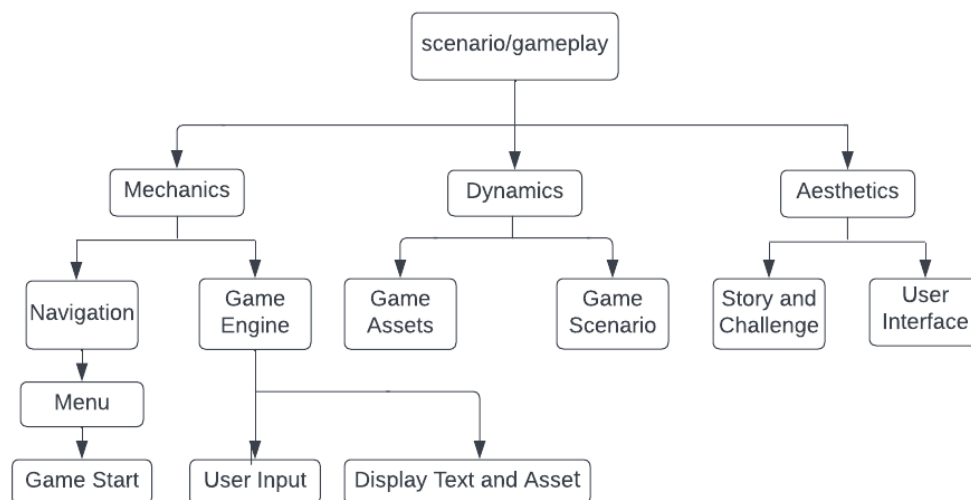 scenario/gameplay
Mechanics
Dynamics
Aesthetics
Navigation
Game
Engine
Game
Assets
Game
Scenario
Story and
Challenge
User
Interface
Menu
Game Start
User Input
Display Text and Asset